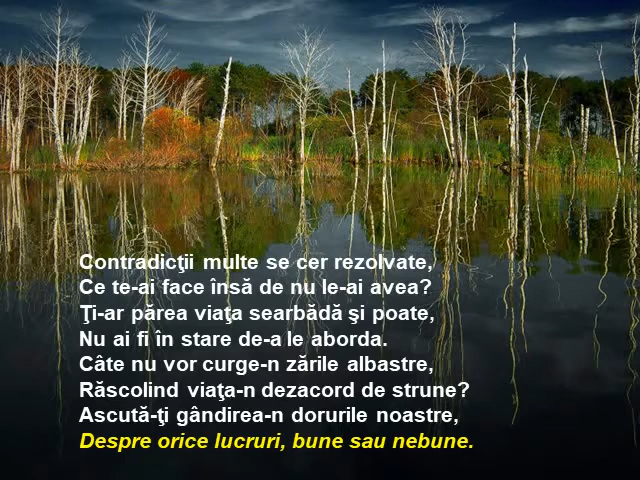 Contradicţii multe se cer rezolvate,
Ce te-ai face însă de nu le-ai avea?
Ţi-ar părea viaţa searbădă şi poate,
Nu ai fi în stare de-a le aborda.
Câte nu vor curge-n zările albastre,
Răscolind viaţa-n dezacord de strune?
Ascută-ţi gândirea-n dorurile noastre,
Despre orice lucruri, bune sau nebune.